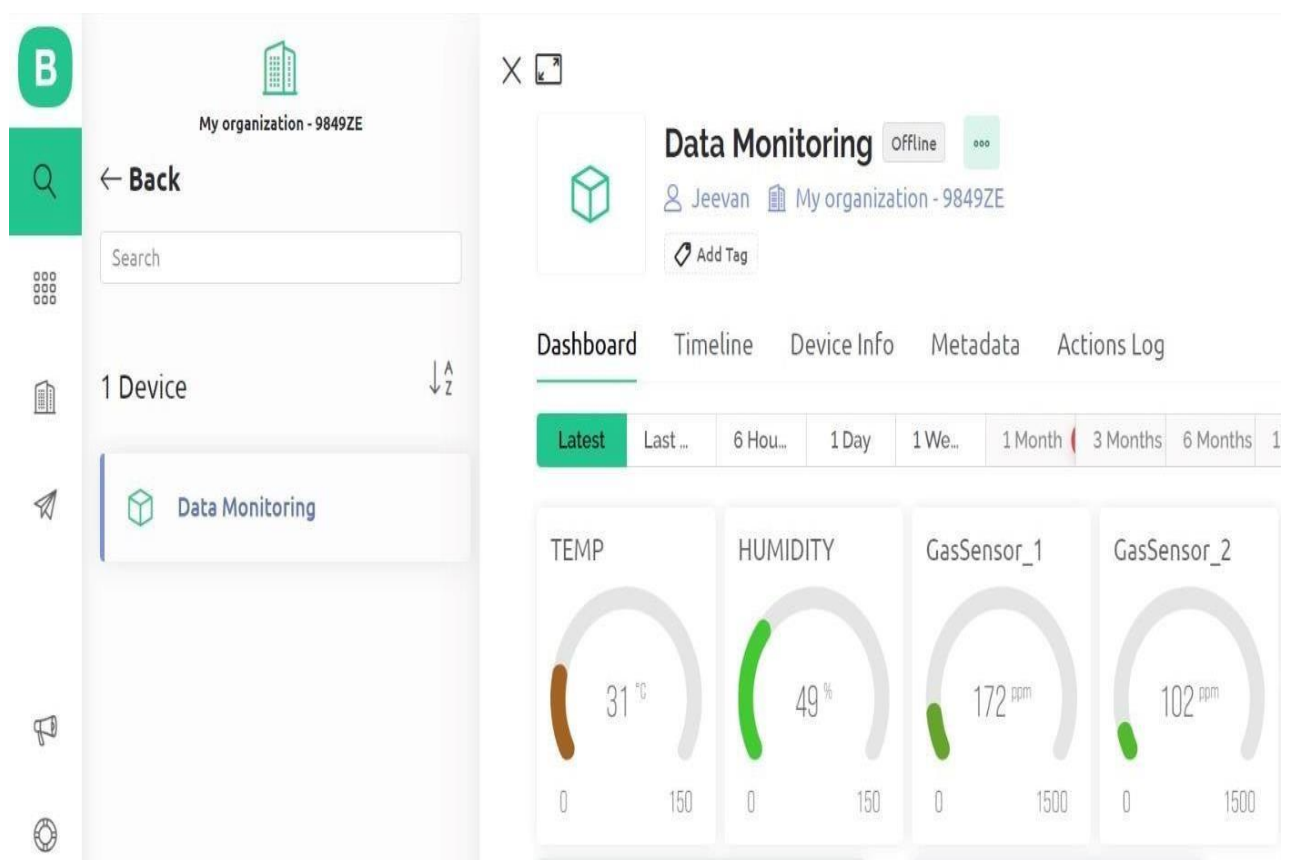 B
My organization - 9849ZE
← Back
Search
1 Device
A
Z
Data Monitoring
Data Monitoring Offline
Jeevan My organization - 9849ZE
Add Tag
Dashboard Timeline Device Info Metadata Actions Log
Latest Last ... 6 Hou... 1 Day 1 We... 1 Month 3 Months 6 Months 1
TEMP HUMIDITY GasSensor_1 GasSensor_2
31 °C 49 % 172 ppm 102 ppm
0 150 0 150 0 1500 0 1500